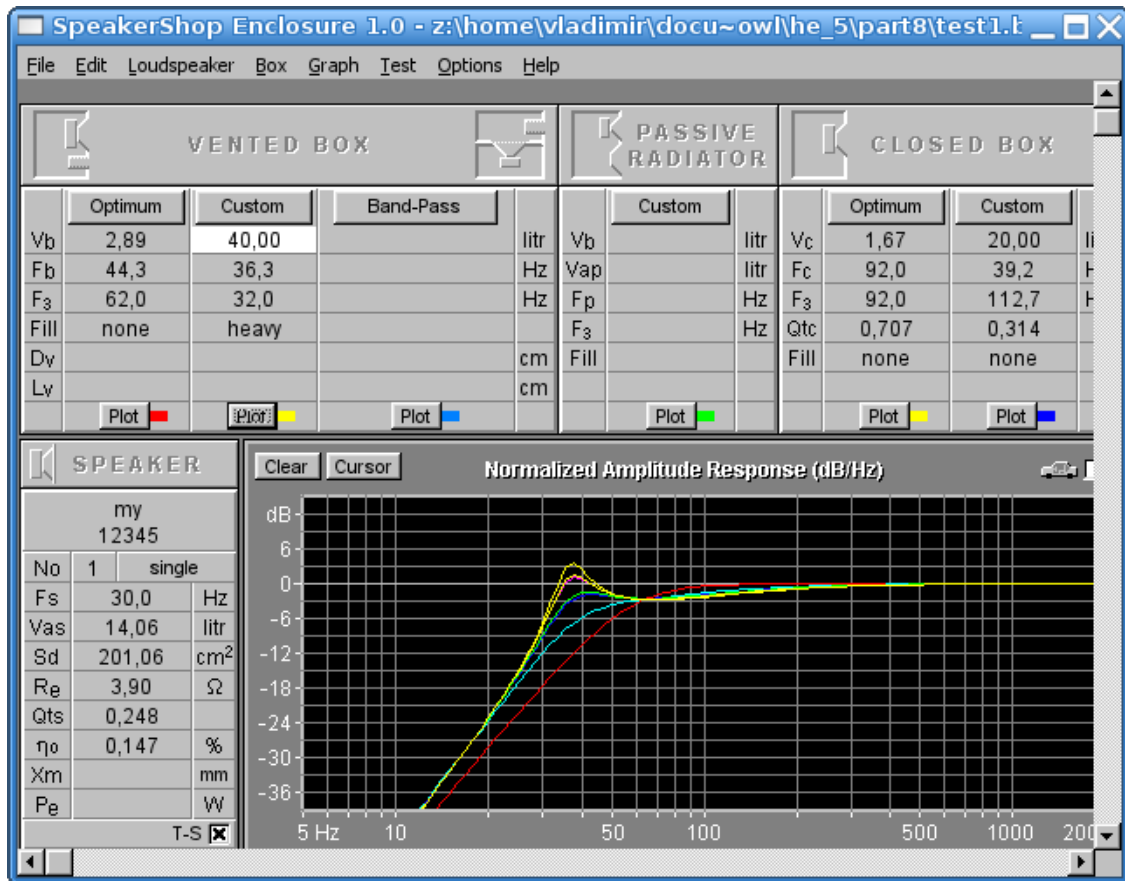 SpeakerShop Enclosure 1.0 - z:\home\vladimir\docu~owl\he_5\part8\test1.b
File Edit Loudspeaker Box Graph Test Options Help
VENTED BOX
PASSIVE RADIATOR
CLOSED BOX
Optimum Custom Band-Pass Custom Optimum Custom
Vb 2,89 40,00 litr Vb litr Vc 1,67 20,00 li
Fb 44,3 36,3 Hz Vap litr Fc 92,0 39,2 H
F3 62,0 32,0 Hz Fp Hz F3 92,0 112,7 H
Fill none heavy F3 Hz Qtc 0,707 0,314
Dv cm Fill Fill none none
Lv cm
Plot Plot Plot Plot Plot Plot
SPEAKER
my
12345
No 1 single
Fs 30,0 Hz
Vas 14,06 litr
Sd 201,06 cm2
Re 3,90 Ω
Qts 0,248
ηo 0,147 %
Xm mm
Pe W
T-S
Clear Cursor Normalized Amplitude Response (dB/Hz)
dB
6
0
-6
-12
-18
-24
-30
-36
5 Hz 10 50 100 500 1000 200